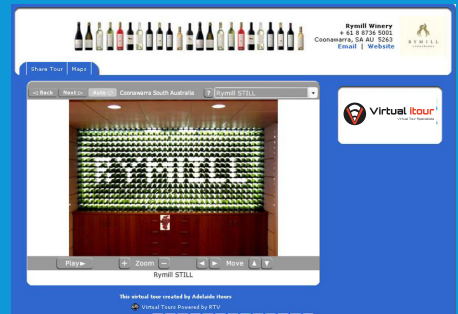 Rymill Winery
+ 61 8 8736 5001
Coonawarra, SA AU 5263
Email | Website
RYMILL
Share Tour | Maps
Back Next Auto Coonawarra South Australia ? Rymill STILL
Virtual itour
Virtual Tour Specialists
RYMILL
Play Zoom Move
Rymill STILL
This virtual tour created by Adelaide itours
Virtual Tours Powered by RTV